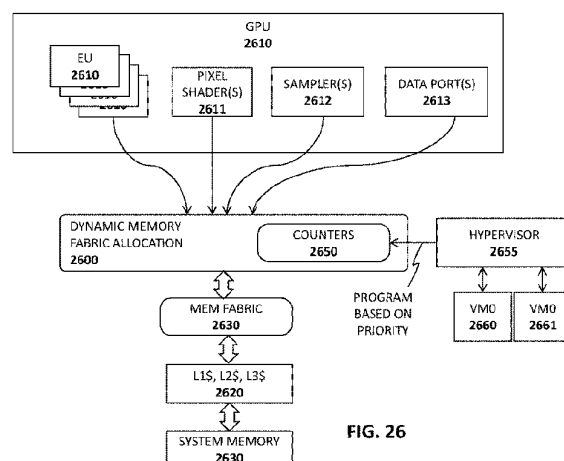 GPU
2610
EU
2610
PIXEL
SHADER(S)
2611
SAMPLER(S)
2612
DATA PORT(S)
2613
DYNAMIC MEMORY
FABRIC ALLOCATION
2600
COUNTERS
2650
HYPERVISOR
2655
PROGRAM
BASED ON
PRIORITY
VM0
2660
VM0
2661
MEM FABRIC
2630
L1$, L2$, L3$
2620
SYSTEM MEMORY
2630
FIG. 26